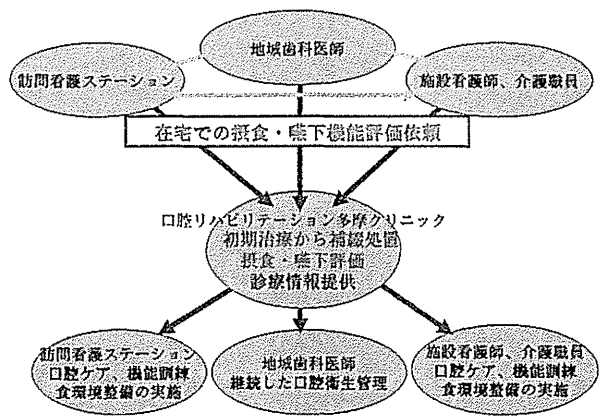 地域歯科医師
訪問看護ステーション
施設看護師、介護職員
在宅での摂食・嚥下機能評価依頼
口腔リハビリテーション多摩クリニック
初期治療から補綴処置
摂食・嚥下評価
診療情報提供
訪問看護ステーション
口腔ケア、機能訓練
食環境整備の実施
地域歯科医師
継続した口腔衛生管理
施設看護師、介護職員
口腔ケア、機能訓練
食環境整備の実施